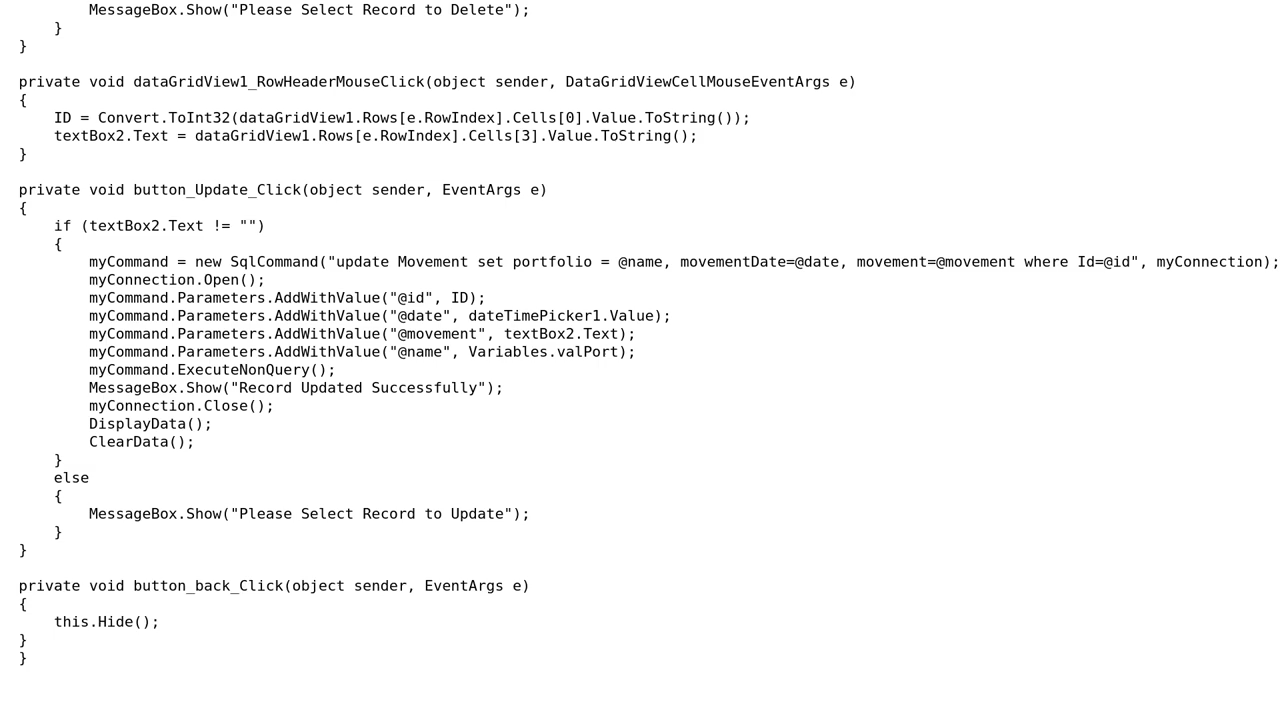 MessageBox.Show("Please Select Record to Delete");
        }
    }

    private void dataGridView1_RowHeaderMouseClick(object sender, DataGridViewCellMouseEventArgs e)
    {
        ID = Convert.ToInt32(dataGridView1.Rows[e.RowIndex].Cells[0].Value.ToString());
        textBox2.Text = dataGridView1.Rows[e.RowIndex].Cells[3].Value.ToString();
    }

    private void button_Update_Click(object sender, EventArgs e)
    {
        if (textBox2.Text != "")
        {
            myCommand = new SqlCommand("update Movement set portfolio = @name, movementDate=@date, movement=@movement where Id=@id", myConnection);
            myConnection.Open();
            myCommand.Parameters.AddWithValue("@id", ID);
            myCommand.Parameters.AddWithValue("@date", dateTimePicker1.Value);
            myCommand.Parameters.AddWithValue("@movement", textBox2.Text);
            myCommand.Parameters.AddWithValue("@name", Variables.valPort);
            myCommand.ExecuteNonQuery();
            MessageBox.Show("Record Updated Successfully");
            myConnection.Close();
            DisplayData();
            ClearData();
        }
        else
        {
            MessageBox.Show("Please Select Record to Update");
        }
    }

    private void button_back_Click(object sender, EventArgs e)
    {
        this.Hide();
    }
    }